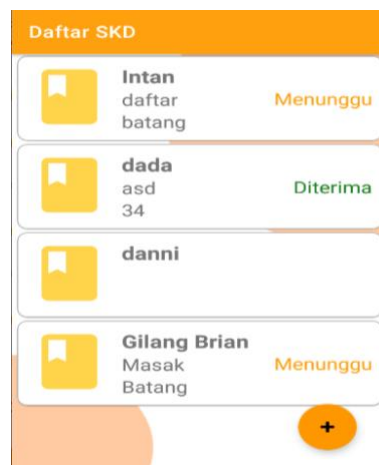 Daftar SKD
Intan
daftar
Menunggu
batang
dada
asd
Diterima
34
danni
Gilang Brian
Masak
Menunggu
Batang
+